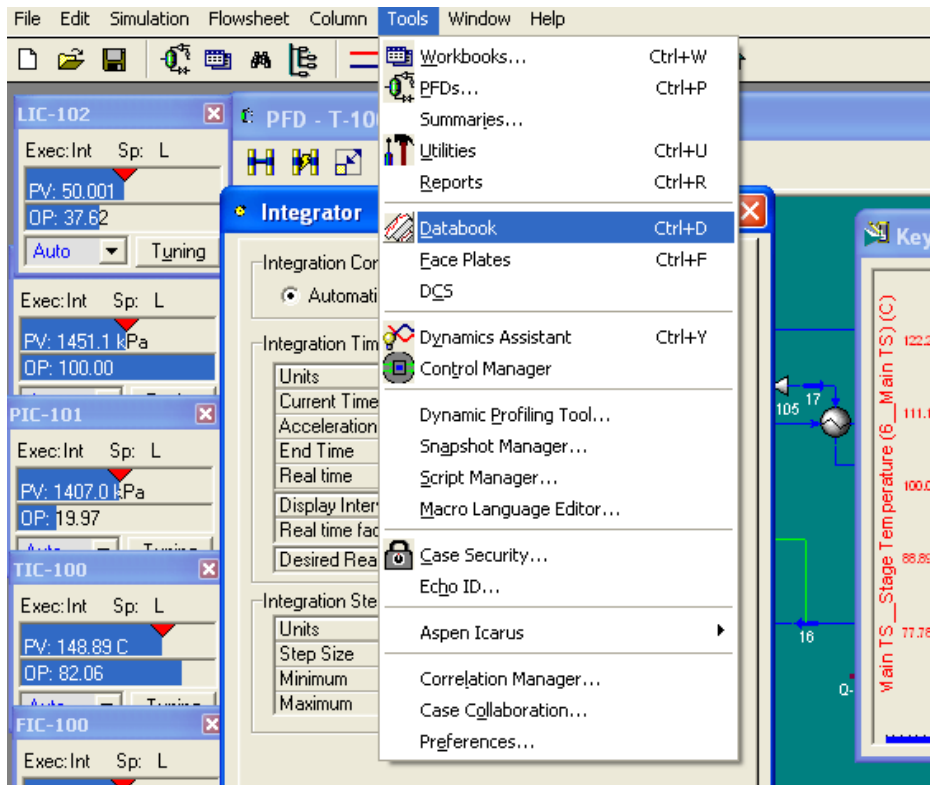 File Edit Simulation Flowsheet Column Tools Window Help
Workbooks... Ctrl+W
PFDs... Ctrl+P
Summaries...
Utilities Ctrl+U
Reports Ctrl+R
Databook Ctrl+D
Face Plates Ctrl+F
DCS
Dynamics Assistant Ctrl+Y
Control Manager
Dynamic Profiling Tool...
Snapshot Manager...
Script Manager...
Macro Language Editor...
Case Security...
Echo ID...
Aspen Icarus
Correlation Manager...
Case Collaboration...
Preferences...
LIC-102
Exec:Int Sp: L
PV: 50.001
OP: 37.62
Auto Tuning
Exec:Int Sp: L
PV: 1451.1 kPa
OP: 100.00
PIC-101
Exec:Int Sp: L
PV: 1407.0 kPa
OP: 19.97
TIC-100
Exec:Int Sp: L
PV: 148.89 C
OP: 82.06
FIC-100
Exec:Int Sp: L
PFD - T-10
Integrator
Integration Con
Automati
Integration Tim
Units
Current Time
Acceleration
End Time
Real time
Display Inter
Real time fac
Desired Rea
Integration Ste
Units
Step Size
Minimum
Maximum
105 17
16
Q-
Key
Main TS__Stage Temperature (6__Main TS) (C)
122.2
111.1
100.0
88.89
77.78